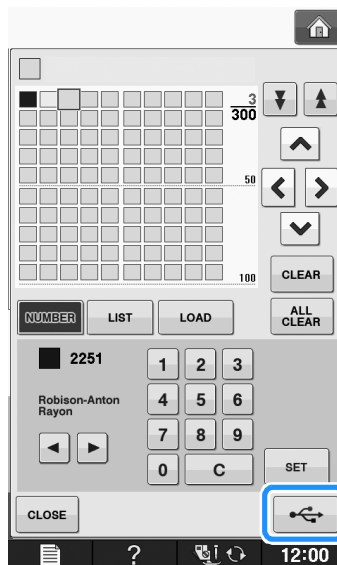 3
300
50
100
CLEAR
NUMBER LIST LOAD ALL CLEAR
2251
Robison-Anton
Rayon
1 2 3
4 5 6
7 8 9
0 C
SET
CLOSE
? 12:00